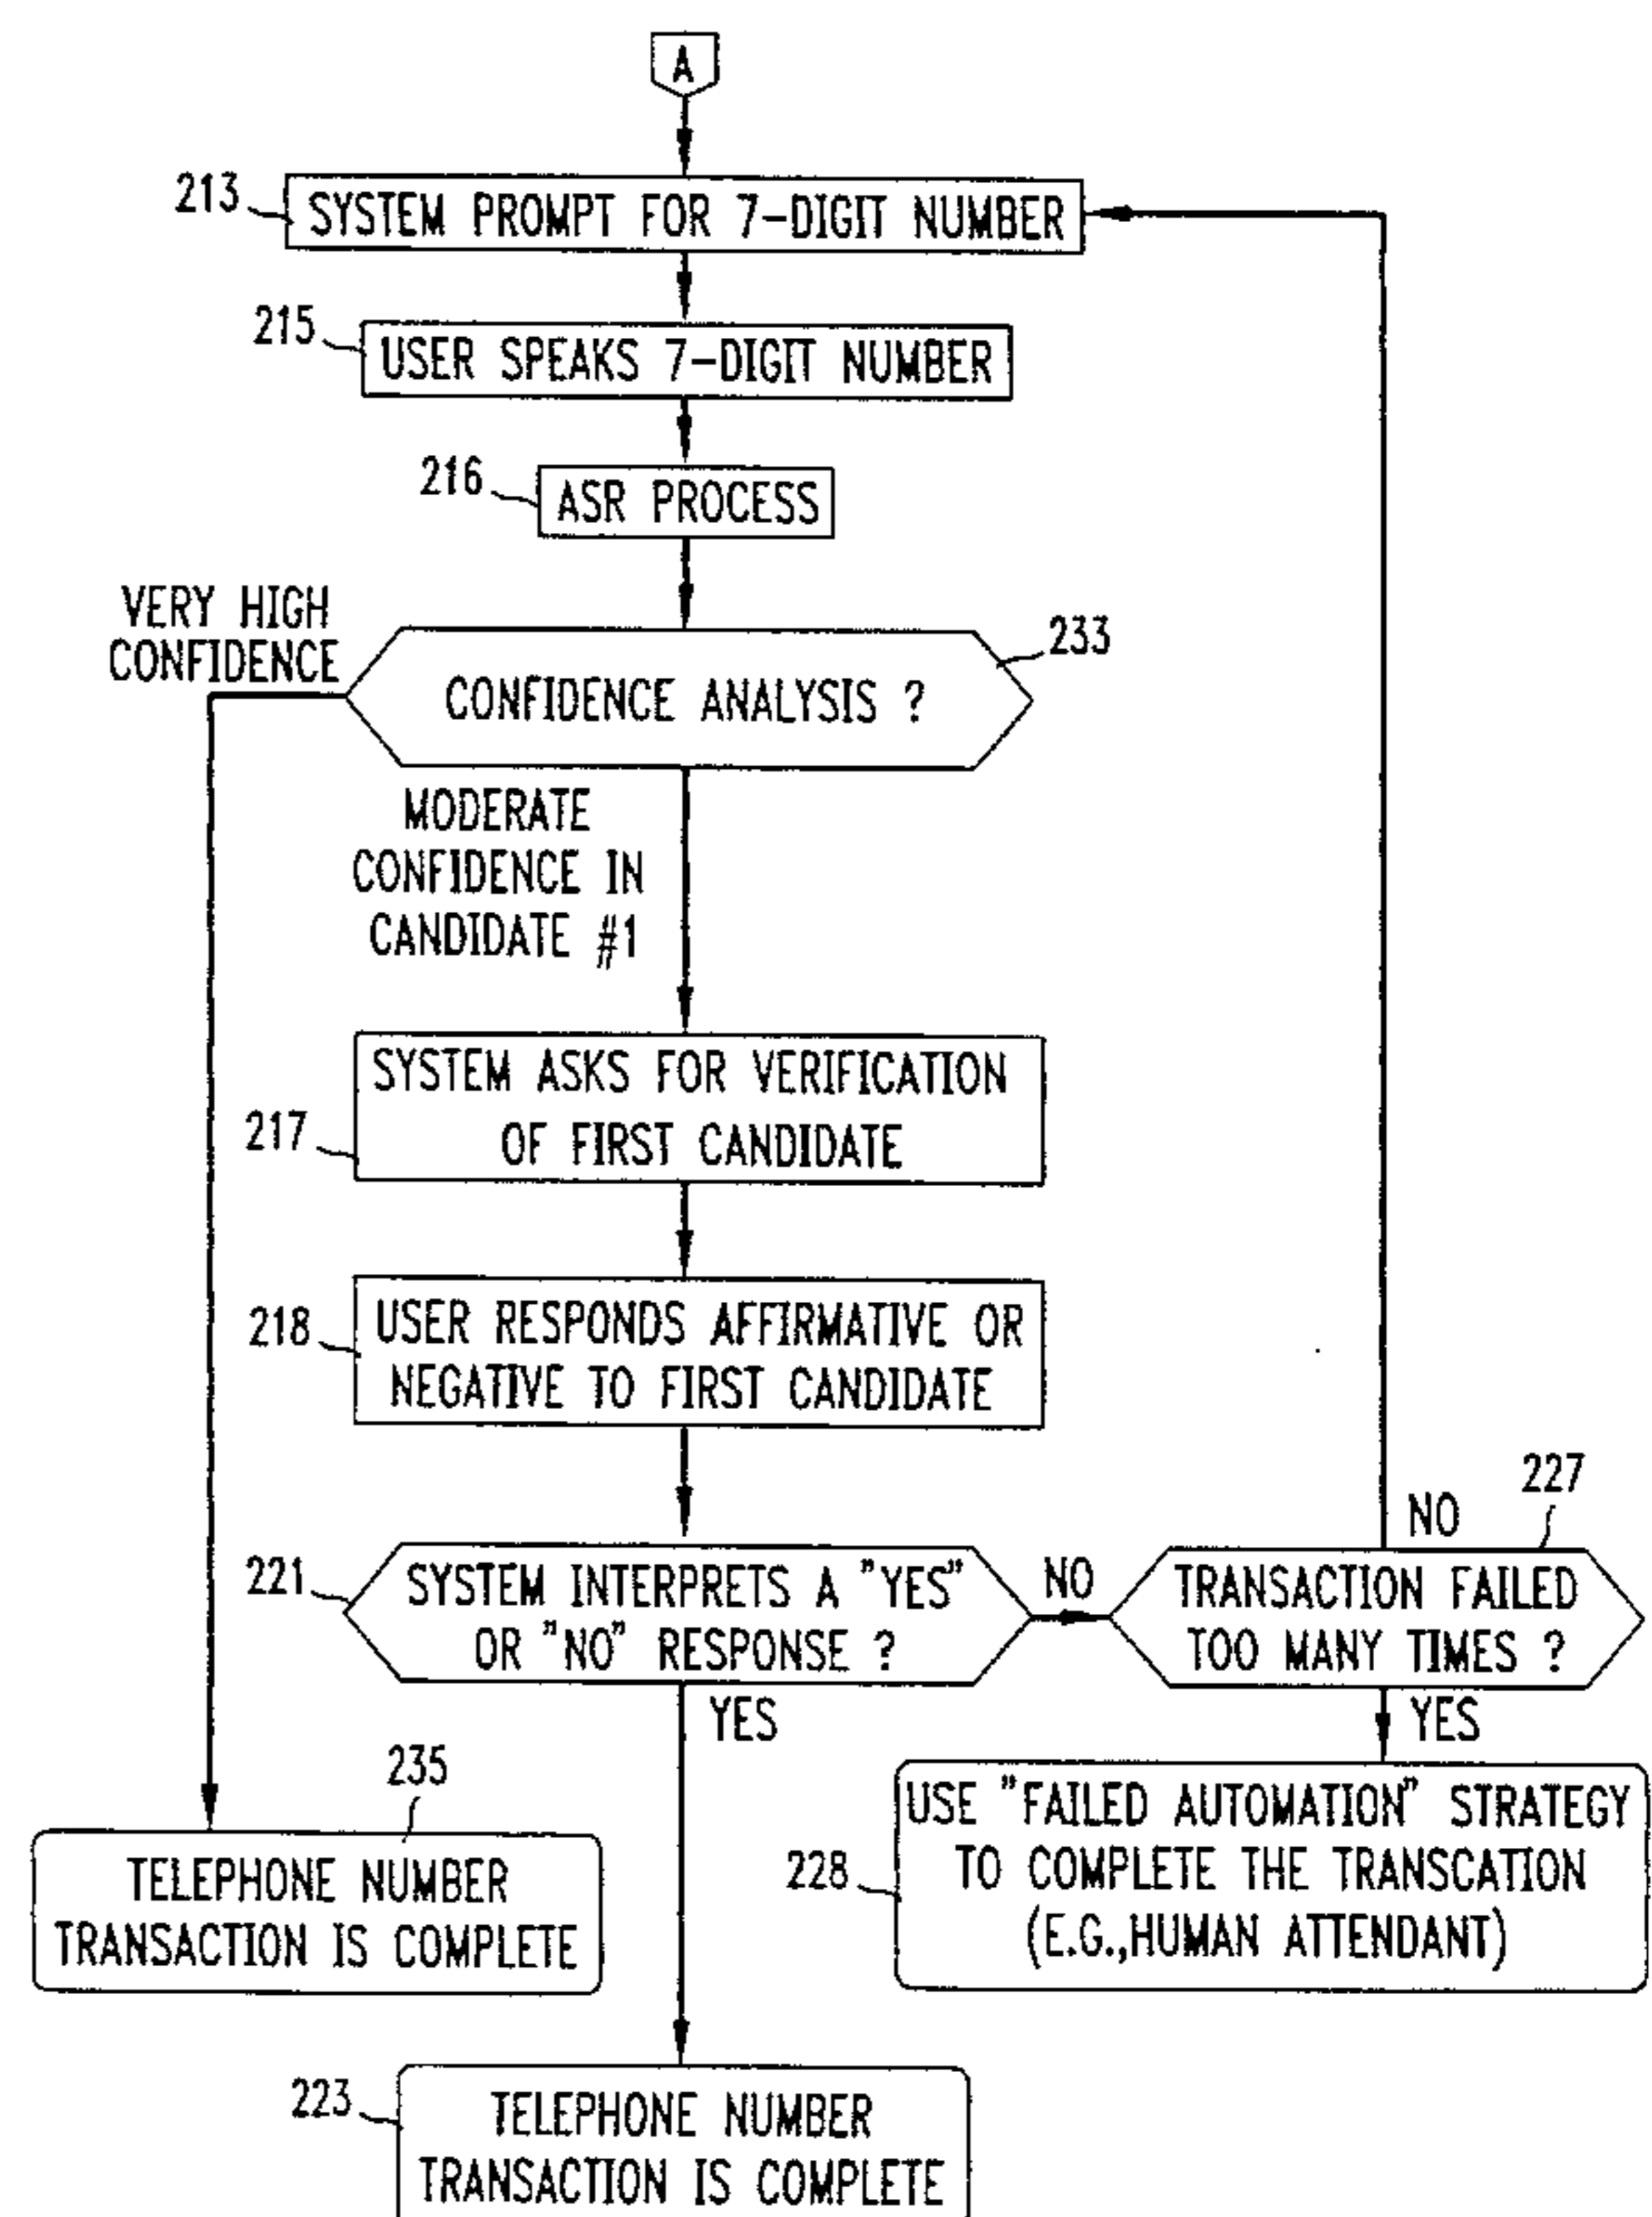 A
213
SYSTEM PROMPT FOR 7-DIGIT NUMBER
215
USER SPEAKS 7-DIGIT NUMBER
216
ASR PROCESS
VERY HIGH
CONFIDENCE
233
CONFIDENCE ANALYSIS ?
MODERATE
CONFIDENCE IN
CANDIDATE #1
217
SYSTEM ASKS FOR VERIFICATION
OF FIRST CANDIDATE
218
USER RESPONDS AFFIRMATIVE OR
NEGATIVE TO FIRST CANDIDATE
221
SYSTEM INTERPRETS A "YES"
OR "NO" RESPONSE ?
NO
227
NO
TRANSACTION FAILED
TOO MANY TIMES ?
YES
YES
235
TELEPHONE NUMBER
TRANSACTION IS COMPLETE
228
USE "FAILED AUTOMATION" STRATEGY
TO COMPLETE THE TRANSCATION
(E.G.,HUMAN ATTENDANT)
223
TELEPHONE NUMBER
TRANSACTION IS COMPLETE